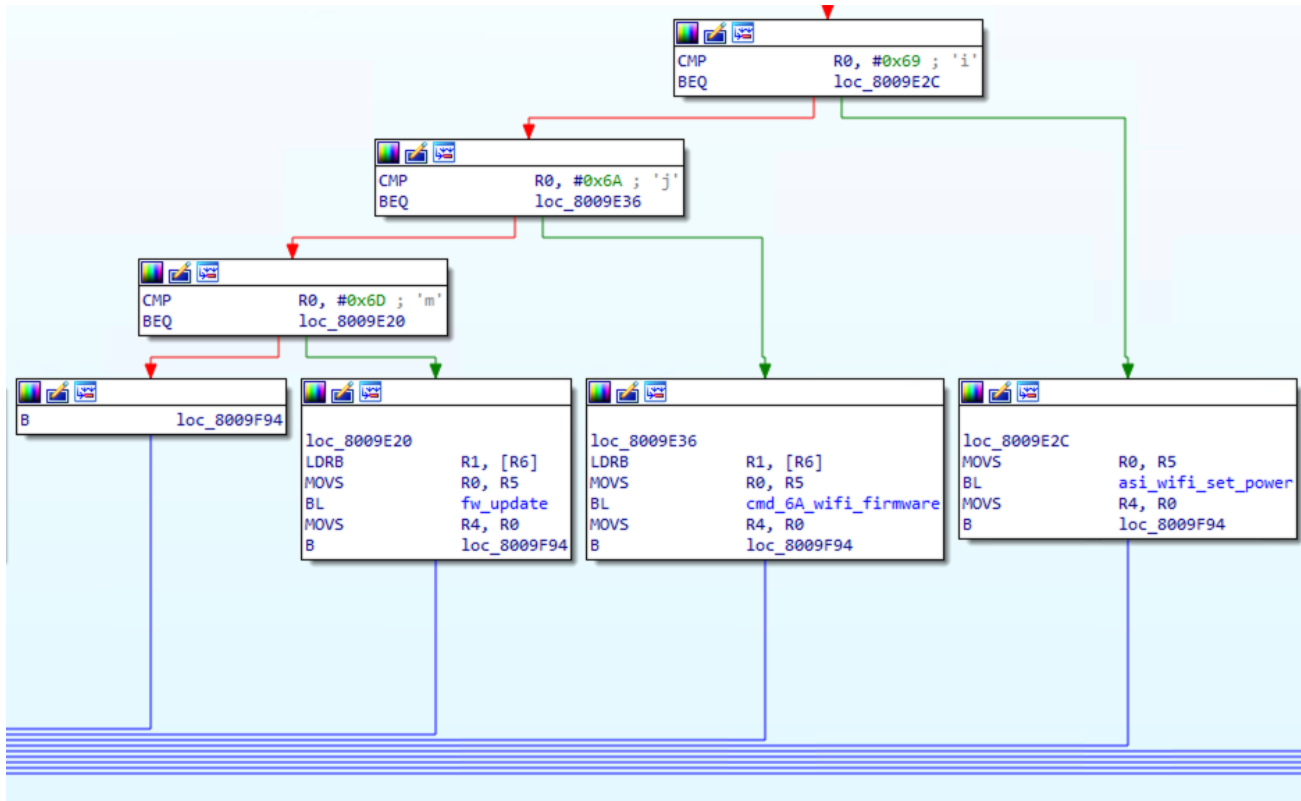 CMP R0, #0x69 ; 'i'
BEQ loc_8009E2C
CMP R0, #0x6A ; 'j'
BEQ loc_8009E36
CMP R0, #0x6D ; 'm'
BEQ loc_8009E20
B loc_8009F94
loc_8009E20
LDRB R1, [R6]
MOVS R0, R5
BL fw_update
MOVS R4, R0
B loc_8009F94
loc_8009E36
LDRB R1, [R6]
MOVS R0, R5
BL cmd_6A_wifi_firmware
MOVS R4, R0
B loc_8009F94
loc_8009E2C
MOVS R0, R5
BL asi_wifi_set_power
MOVS R4, R0
B loc_8009F94